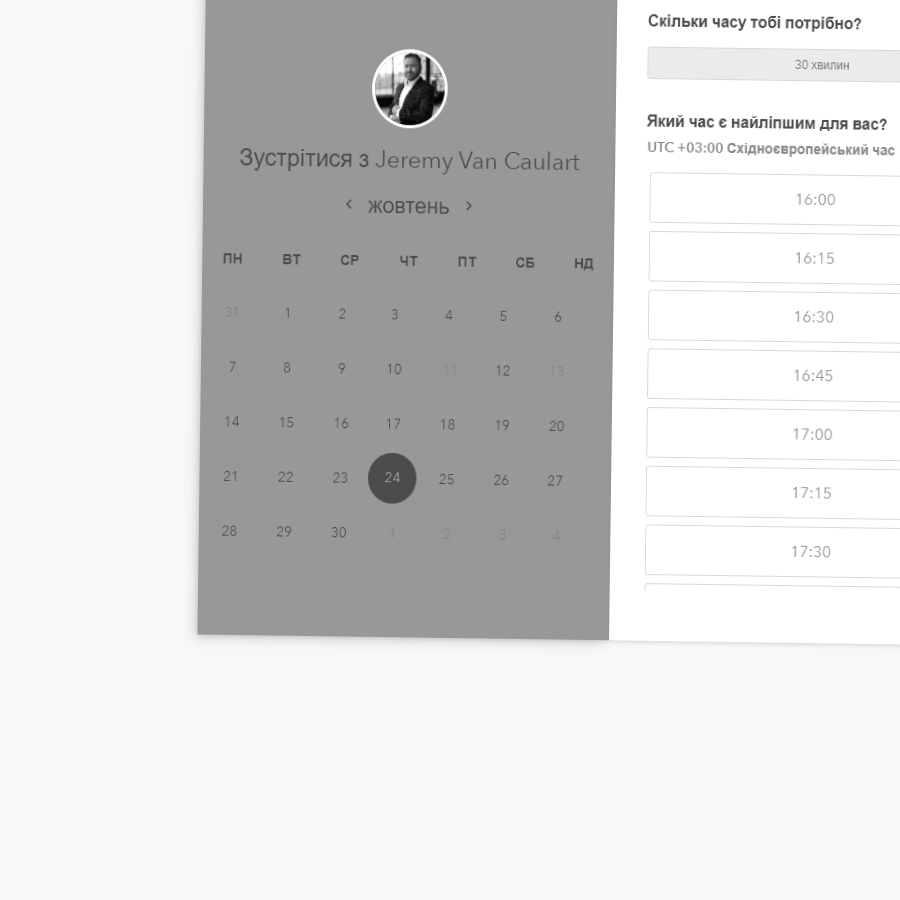 Зустрітися з Jeremy Van Caulart
‹ жовтень ›
ПН ВТ СР ЧТ ПТ СБ НД
31 1 2 3 4 5 6
7 8 9 10 11 12 13
14 15 16 17 18 19 20
21 22 23 24 25 26 27
28 29 30 1 2 3 4
Скільки часу тобі потрібно?
30 хвилин
Який час є найліпшим для вас?
UTC +03:00 Східноєвропейський час
16:00
16:15
16:30
16:45
17:00
17:15
17:30